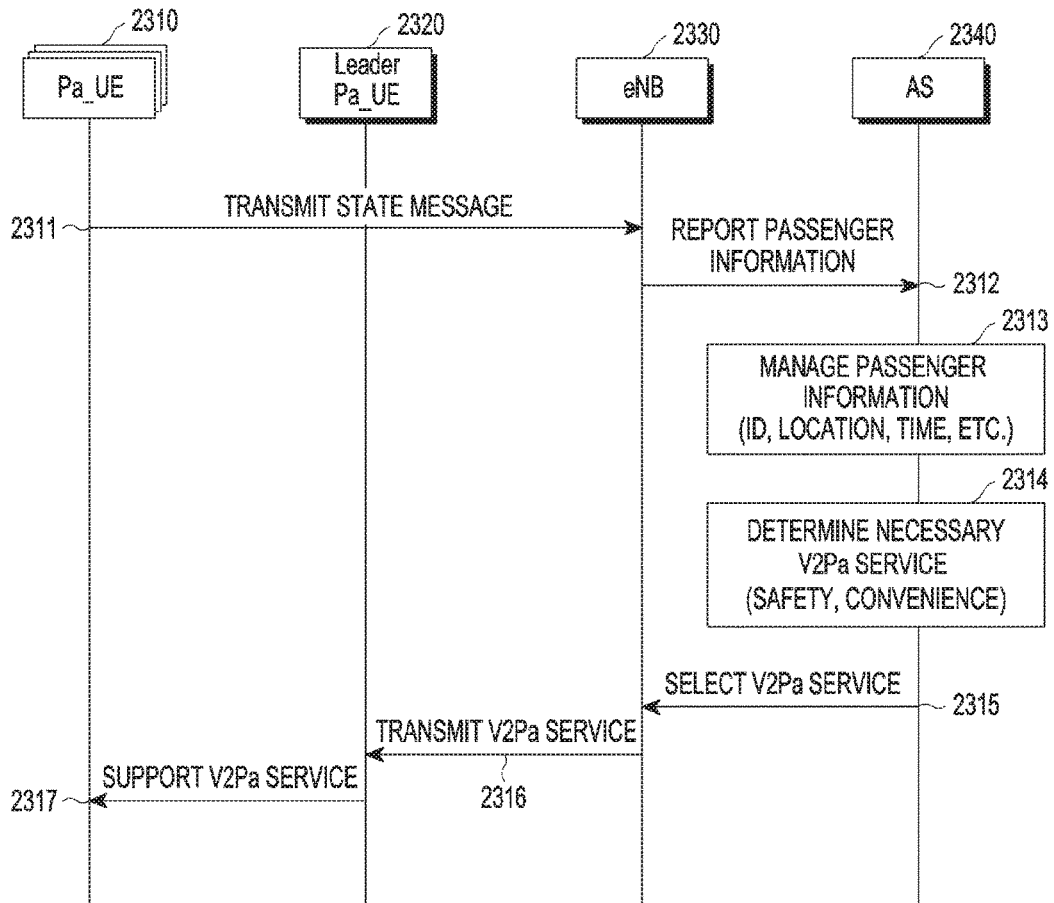 2310
2320
2330
2340
Pa_UE
Leader
Pa_UE
eNB
AS
TRANSMIT STATE MESSAGE
2311
REPORT PASSENGER
INFORMATION
2312
2313
MANAGE PASSENGER
INFORMATION
(ID, LOCATION, TIME, ETC.)
2314
DETERMINE NECESSARY
V2Pa SERVICE
(SAFETY, CONVENIENCE)
SELECT V2Pa SERVICE
2315
TRANSMIT V2Pa SERVICE
2316
SUPPORT V2Pa SERVICE
2317